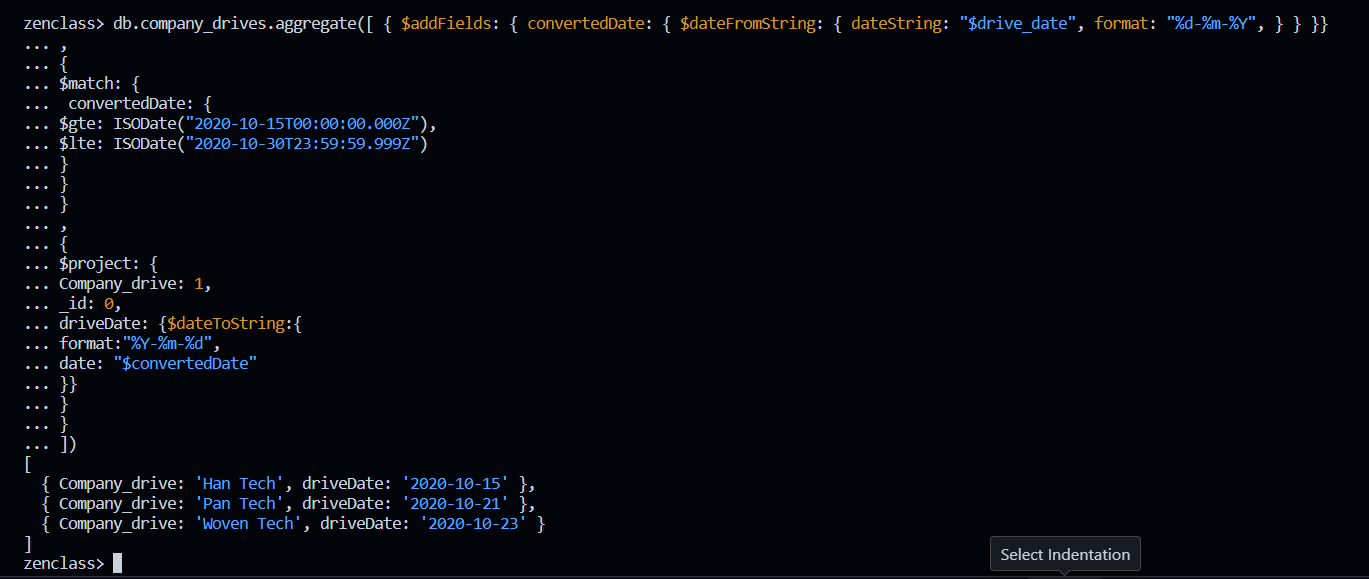 zenclass> db.company_drives.aggregate([ { $addFields: { convertedDate: { $dateFromString: { dateString: "$drive_date", format: "%d-%m-%Y", } } }}
... ,
... {
... $match: {
...  convertedDate: {
... $gte: ISODate("2020-10-15T00:00:00.000Z"),
... $lte: ISODate("2020-10-30T23:59:59.999Z")
... }
... }
... }
... ,
... {
... $project: {
... Company_drive: 1,
... _id: 0,
... driveDate: {$dateToString:{
... format:"%Y-%m-%d",
... date: "$convertedDate"
... }}
... }
... }
... ])
[
  { Company_drive: 'Han Tech', driveDate: '2020-10-15' },
  { Company_drive: 'Pan Tech', driveDate: '2020-10-21' },
  { Company_drive: 'Woven Tech', driveDate: '2020-10-23' }
]
zenclass>
Select Indentation